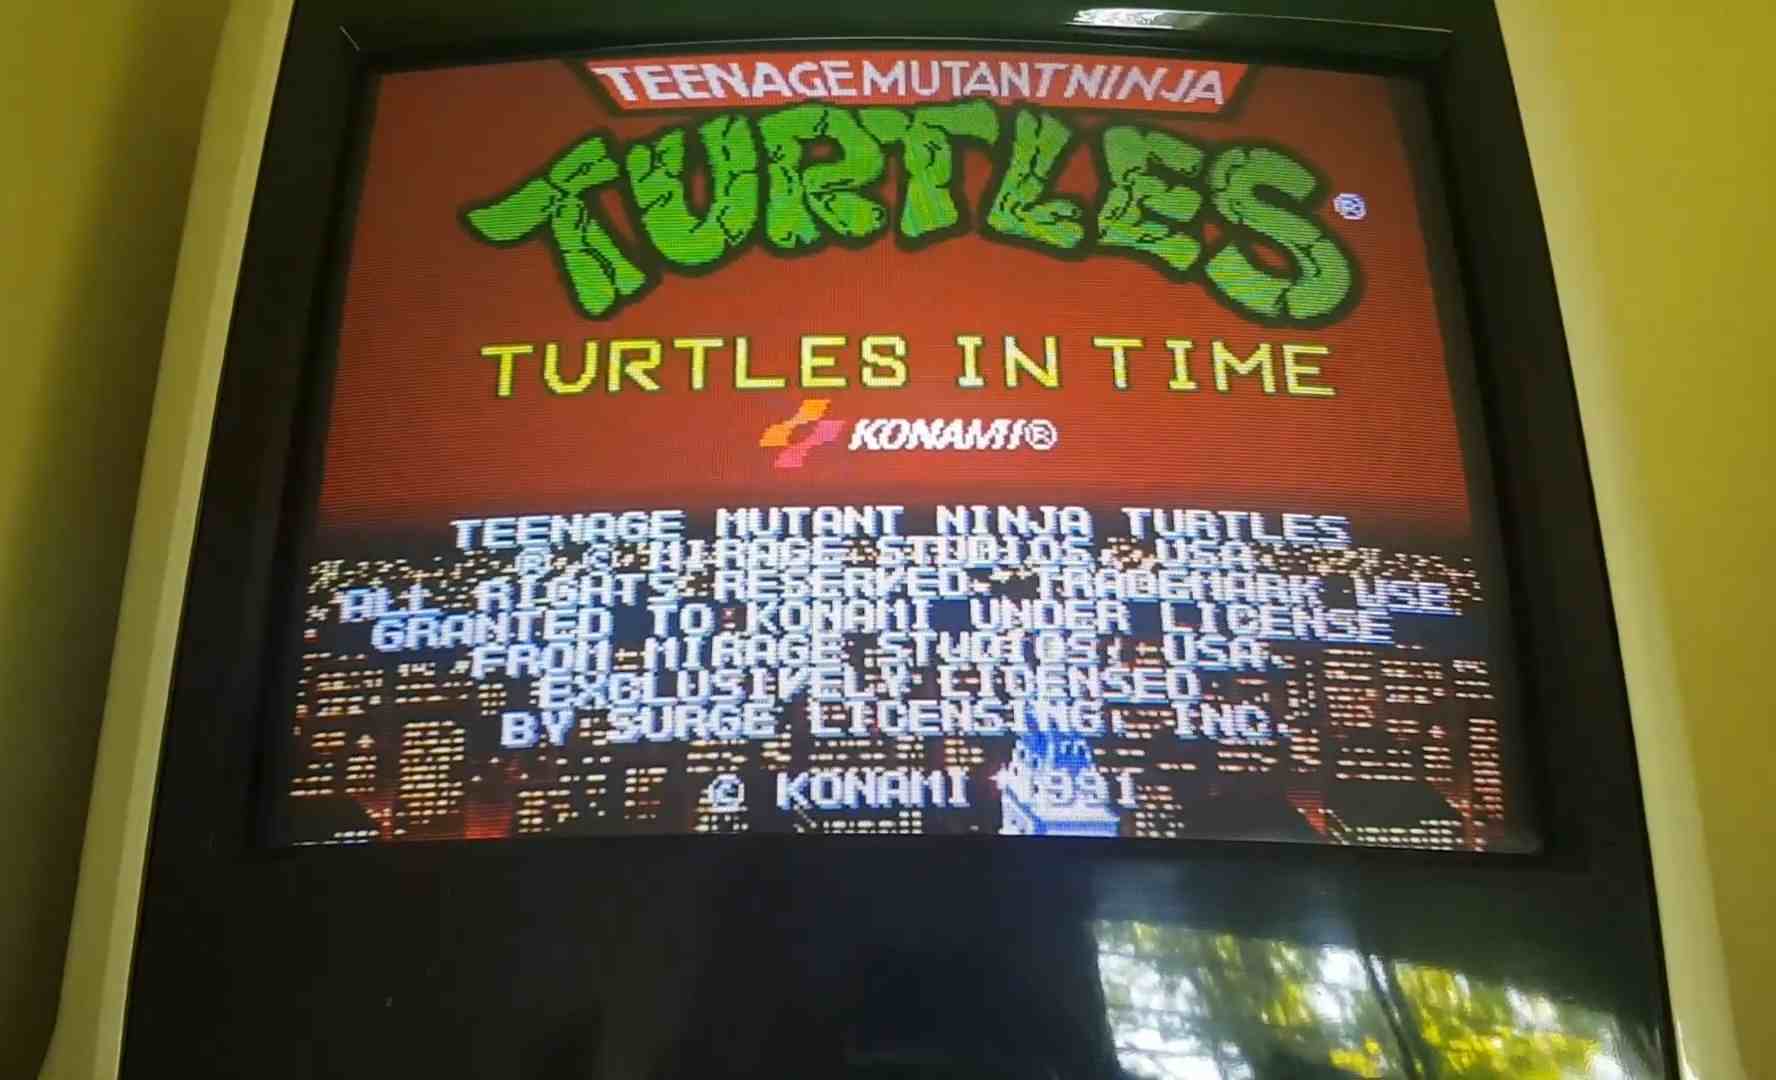 TEENAGE MUTANT NINJA
TURTLES®
TURTLES IN TIME
KONAMI®
TEENAGE MUTANT NINJA TURTLES
® © MIRAGE STUDIOS, USA
ALL RIGHTS RESERVED. TRADEMARK USE
GRANTED TO KONAMI UNDER LICENSE
FROM MIRAGE STUDIOS, USA.
EXCLUSIVELY LICENSED
BY SURGE LICENSING, INC.
© KONAMI 1991